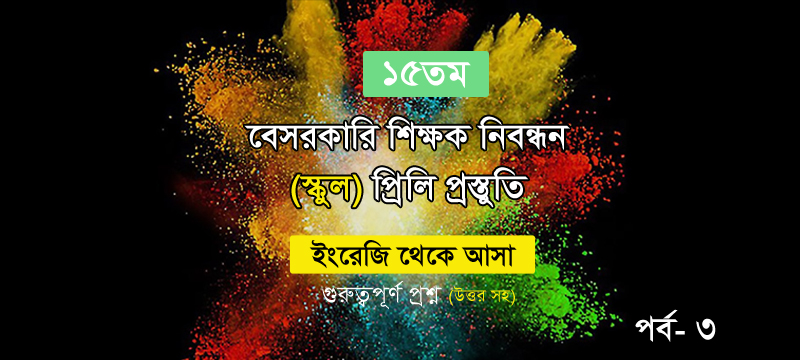 ১৫তম
বেসরকারি শিক্ষক নিবন্ধন
(স্কুল) প্রিলি প্রস্তুতি
ইংরেজি থেকে আসা
গুরুত্বপূর্ণ প্রশ্ন (উত্তর সহ)
পর্ব- ৩